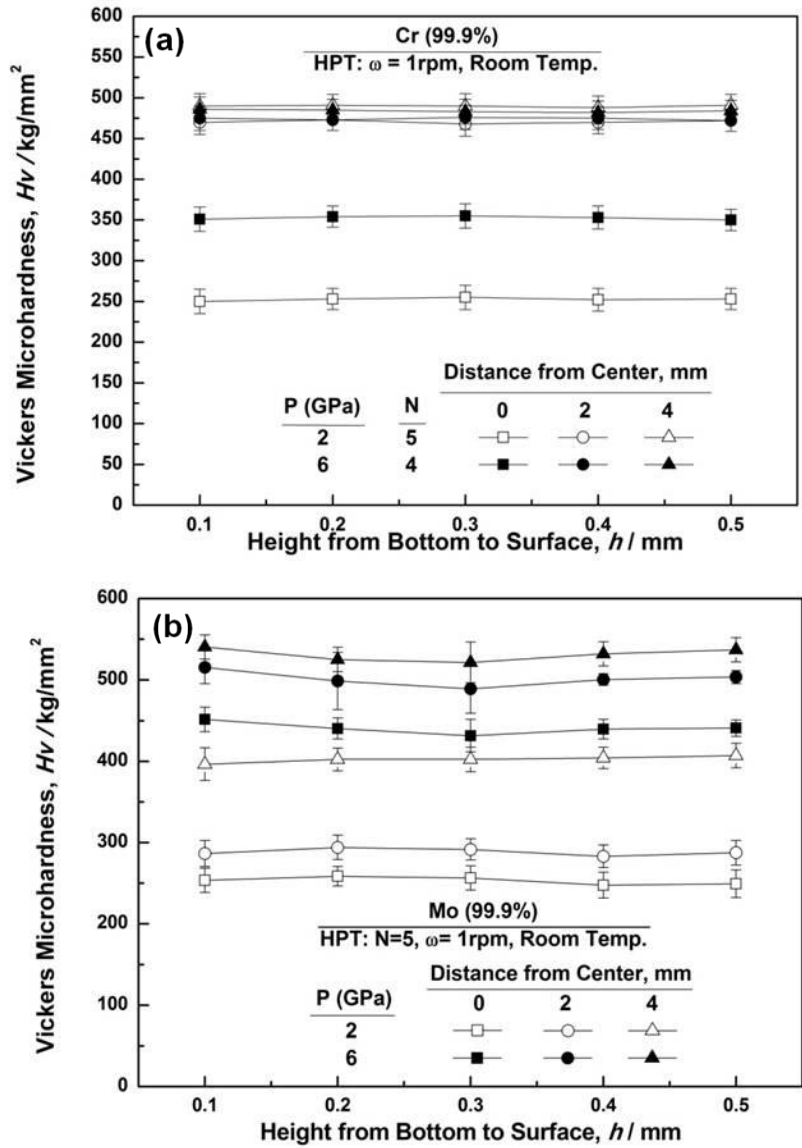 (a)
Cr (99.9%)
HPT: ω = 1rpm, Room Temp.
Vickers Microhardness, Hv /kg/mm²
600
550
500
450
400
350
300
250
200
150
100
50
0
Distance from Center, mm
P (GPa) N 0 2 4
2 5
6 4
0.1 0.2 0.3 0.4 0.5
Height from Bottom to Surface, h / mm
(b)
Vickers Microhardness, Hv /kg/mm²
600
500
400
300
200
100
0
Mo (99.9%)
HPT: N=5, ω= 1rpm, Room Temp.
Distance from Center, mm
P (GPa) 0 2 4
2
6
0.1 0.2 0.3 0.4 0.5
Height from Bottom to Surface, h / mm